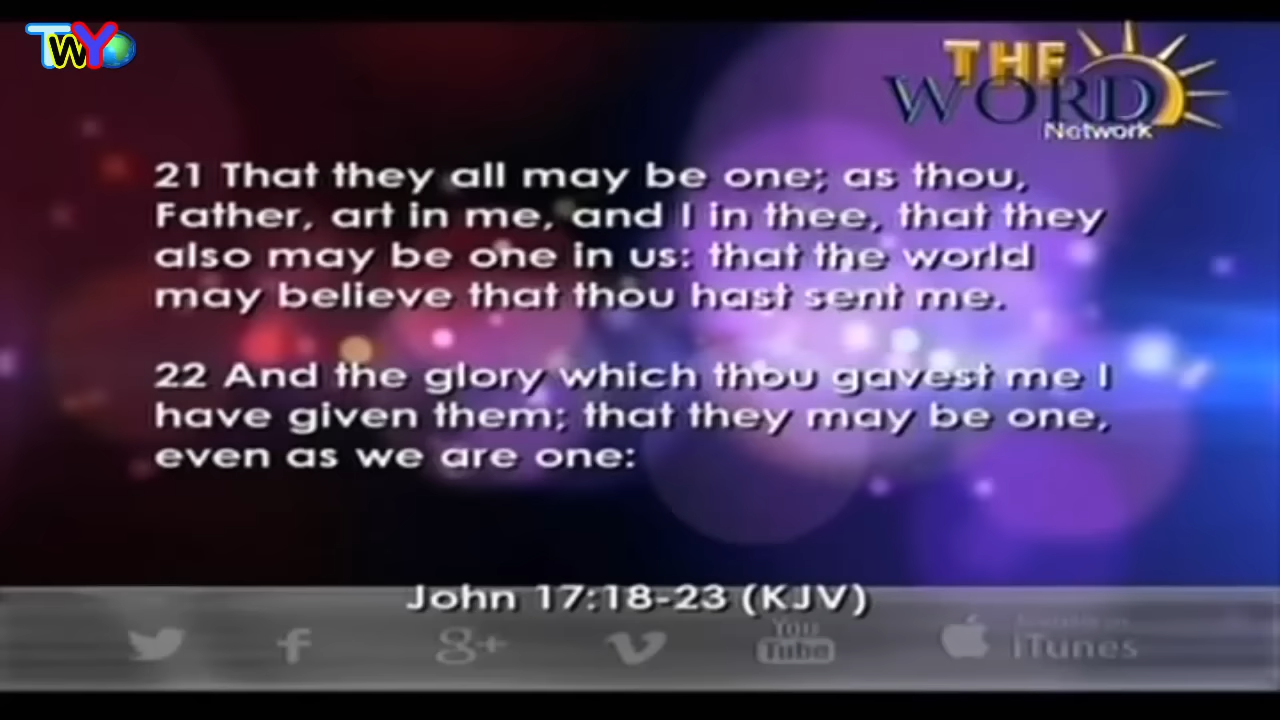 TWY
THE
WORD
Network
21 That they all may be one; as thou,
Father, art in me, and I in thee, that they
also may be one in us: that the world
may believe that thou hast sent me.
22 And the glory which thou gavest me I
have given them; that they may be one,
even as we are one:
John 17:18-23 (KJV)
f
g+
You
Tube
Available on
iTunes